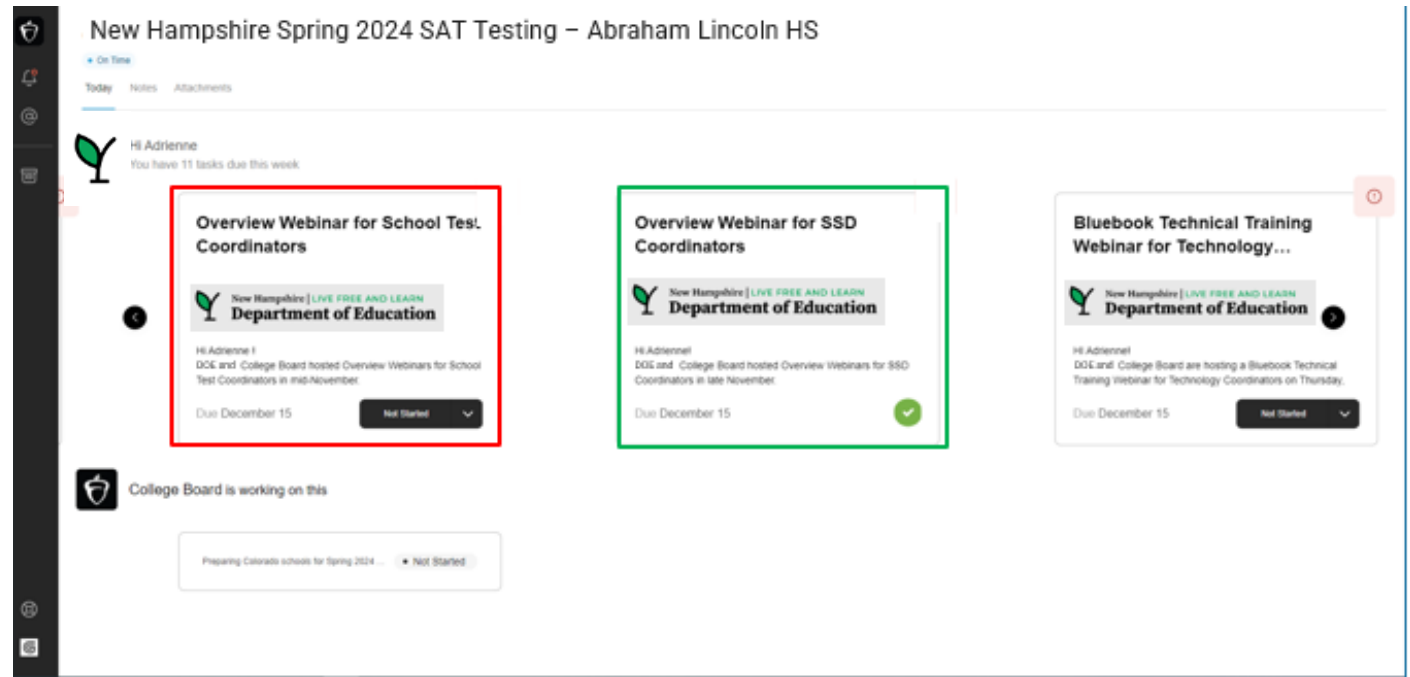 New Hampshire Spring 2024 SAT Testing – Abraham Lincoln HS
On Time
Today Notes Attachments
Hi Adrienne
You have 11 tasks due this week
Overview Webinar for School Test
Coordinators
New Hampshire | LIVE FREE AND LEARN
Department of Education
Hi Adrienne !
DOE and College Board hosted Overview Webinars for School
Test Coordinators in mid-November.
Due December 15
Not Started
Overview Webinar for SSD
Coordinators
New Hampshire | LIVE FREE AND LEARN
Department of Education
Hi Adrienne!
DOE and College Board hosted Overview Webinars for SSD
Coordinators in late November.
Due December 15
Bluebook Technical Training
Webinar for Technology...
New Hampshire | LIVE FREE AND LEARN
Department of Education
Hi Adrienne!
DOE and College Board are hosting a Bluebook Technical
Training Webinar for Technology Coordinators on Thursday,
Due December 15
Not Started
College Board is working on this
Preparing Colorado schools for Spring 2024 ...
Not Started